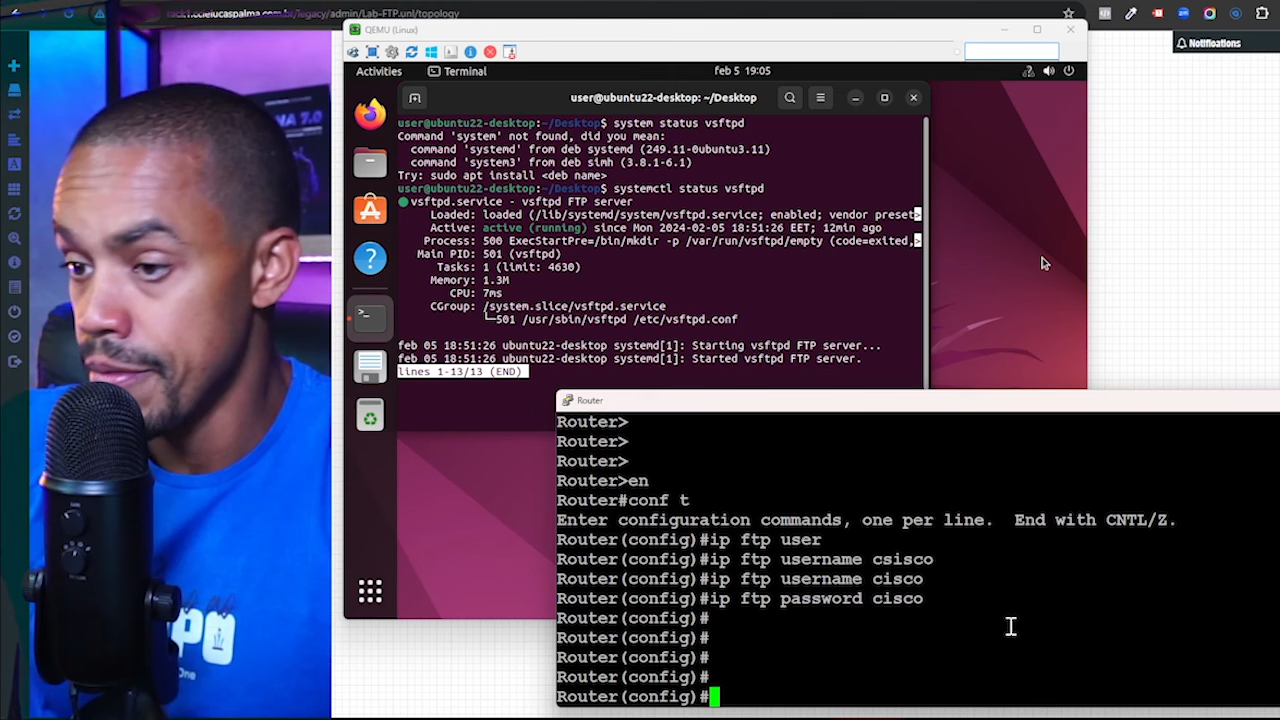 rack1.ccielucaspalma.com.br/legacy/admin/Lab-FTP.unl/topology
QEMU (Linux)
Notifications
Activities
Terminal
feb 5 19:05
user@ubuntu22-desktop: ~/Desktop
user@ubuntu22-desktop:~/Desktop$ system status vsftpd
Command 'system' not found, did you mean:
command 'systemd' from deb systemd (249.11-0ubuntu3.11)
command 'system3' from deb simh (3.8.1-6.1)
Try: sudo apt install <deb name>
user@ubuntu22-desktop:~/Desktop$ systemctl status vsftpd
vsftpd.service - vsftpd FTP server
Loaded: loaded (/lib/systemd/system/vsftpd.service; enabled; vendor preset>
Active: active (running) since Mon 2024-02-05 18:51:26 EET; 12min ago
Process: 500 ExecStartPre=/bin/mkdir -p /var/run/vsftpd/empty (code=exited,>
Main PID: 501 (vsftpd)
Tasks: 1 (limit: 4630)
Memory: 1.3M
CPU: 7ms
CGroup: /system.slice/vsftpd.service
└─501 /usr/sbin/vsftpd /etc/vsftpd.conf
feb 05 18:51:26 ubuntu22-desktop systemd[1]: Starting vsftpd FTP server...
feb 05 18:51:26 ubuntu22-desktop systemd[1]: Started vsftpd FTP server.
lines 1-13/13 (END)
Router
Router>
Router>
Router>
Router>en
Router#conf t
Enter configuration commands, one per line. End with CNTL/Z.
Router(config)#ip ftp user
Router(config)#ip ftp username csisco
Router(config)#ip ftp username cisco
Router(config)#ip ftp password cisco
Router(config)#
Router(config)#
Router(config)#
Router(config)#
Router(config)#